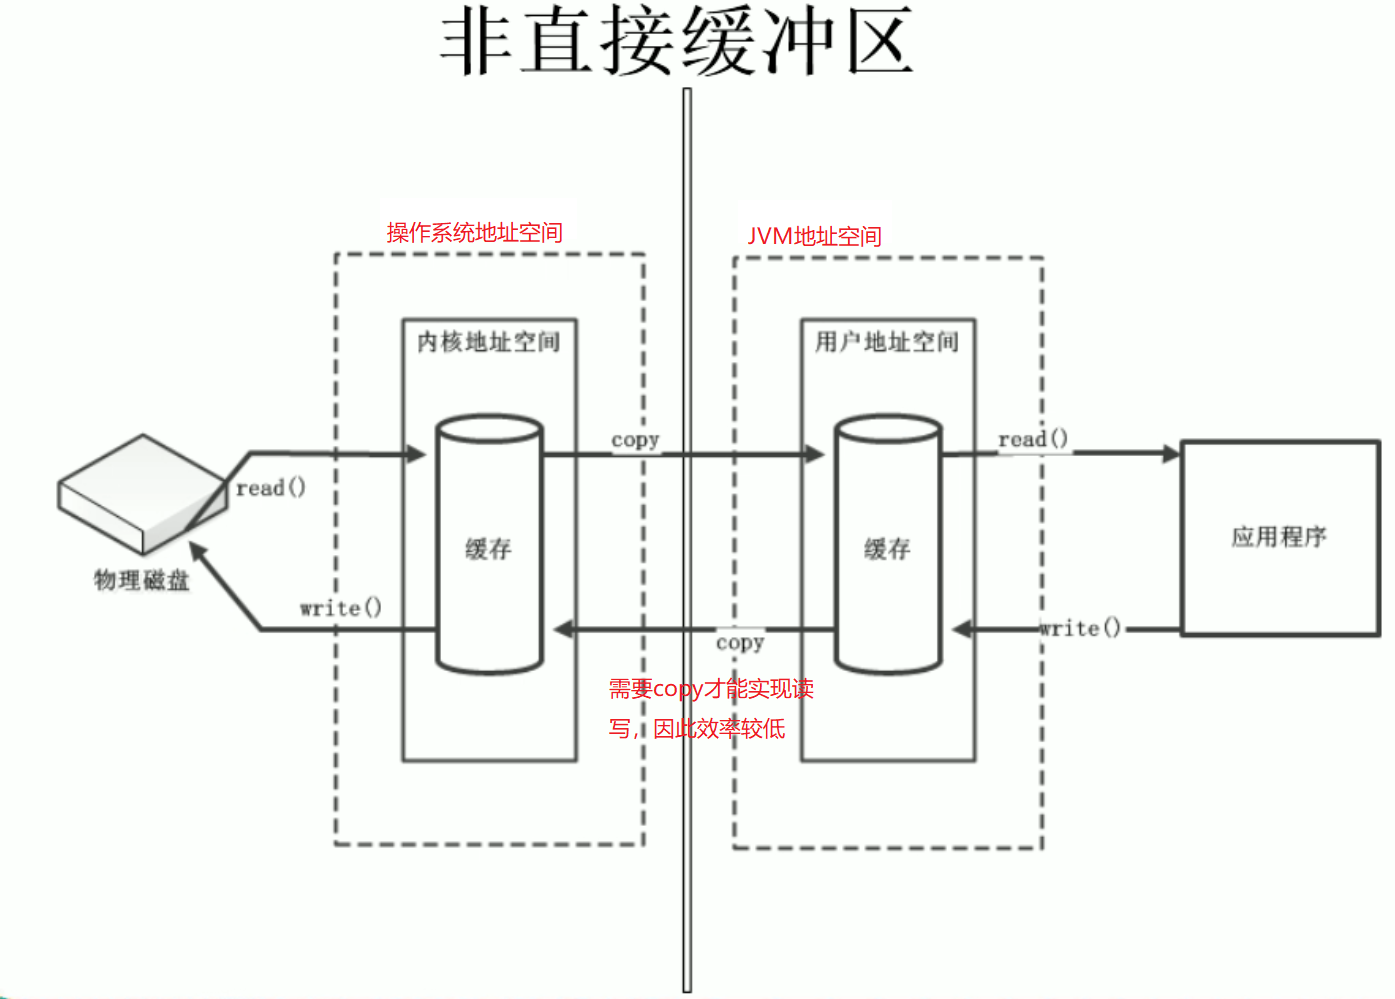 非直接缓冲区
操作系统地址空间
JVM地址空间
内核地址空间
用户地址空间
copy
read()
read()
缓存
缓存
应用程序
物理磁盘
write()
write()
copy
需要copy才能实现读
写，因此效率较低